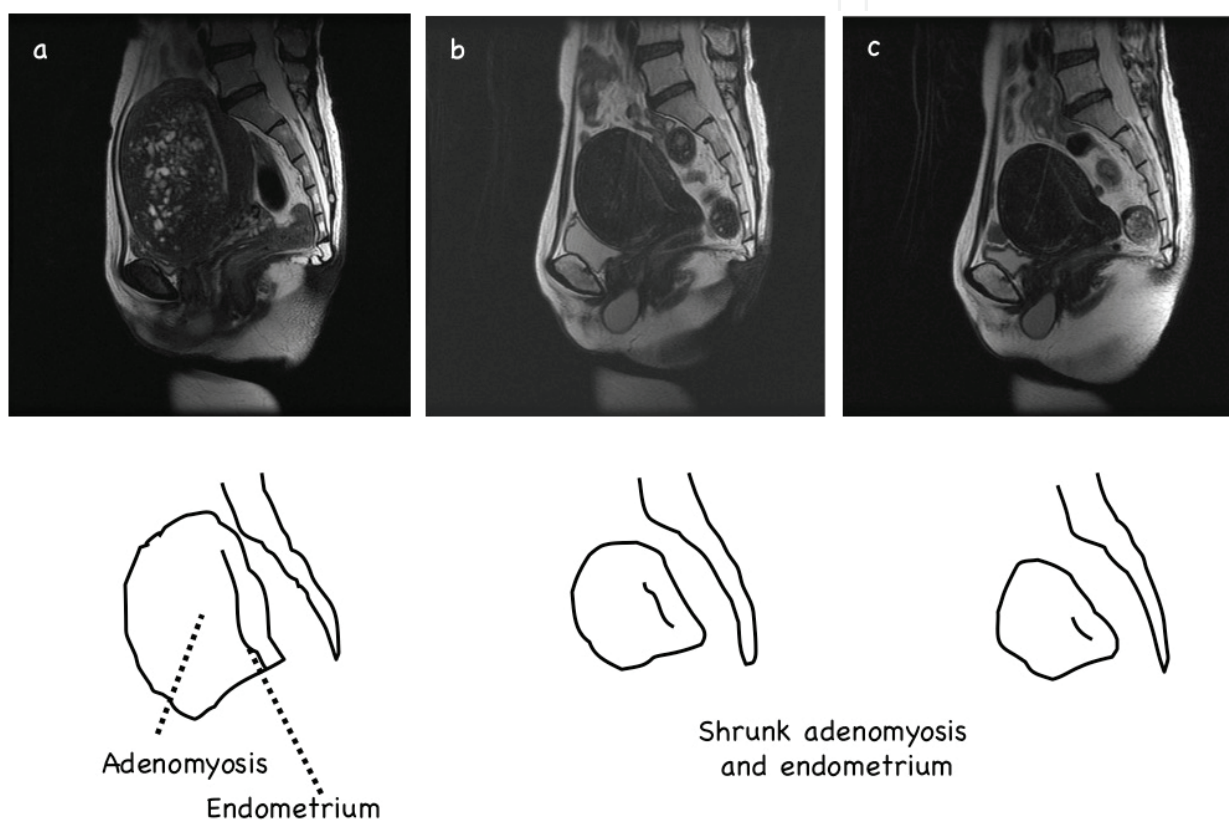 a
b
c
Adenomyosis
Endometrium
Shrunk adenomyosis
and endometrium